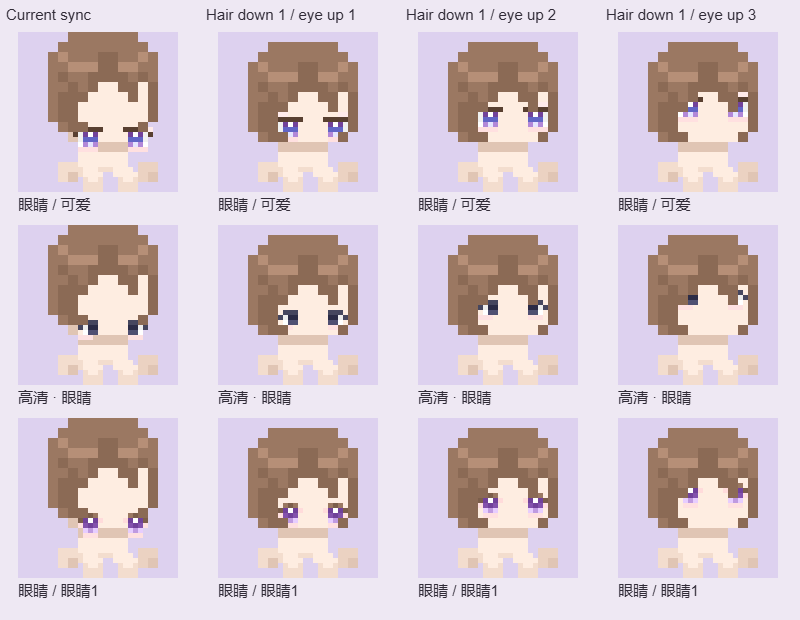 Current sync
Hair down 1 / eye up 1
Hair down 1 / eye up 2
Hair down 1 / eye up 3
眼睛 / 可爱
眼睛 / 可爱
眼睛 / 可爱
眼睛 / 可爱
高清 · 眼睛
高清 · 眼睛
高清 · 眼睛
高清 · 眼睛
眼睛 / 眼睛1
眼睛 / 眼睛1
眼睛 / 眼睛1
眼睛 / 眼睛1